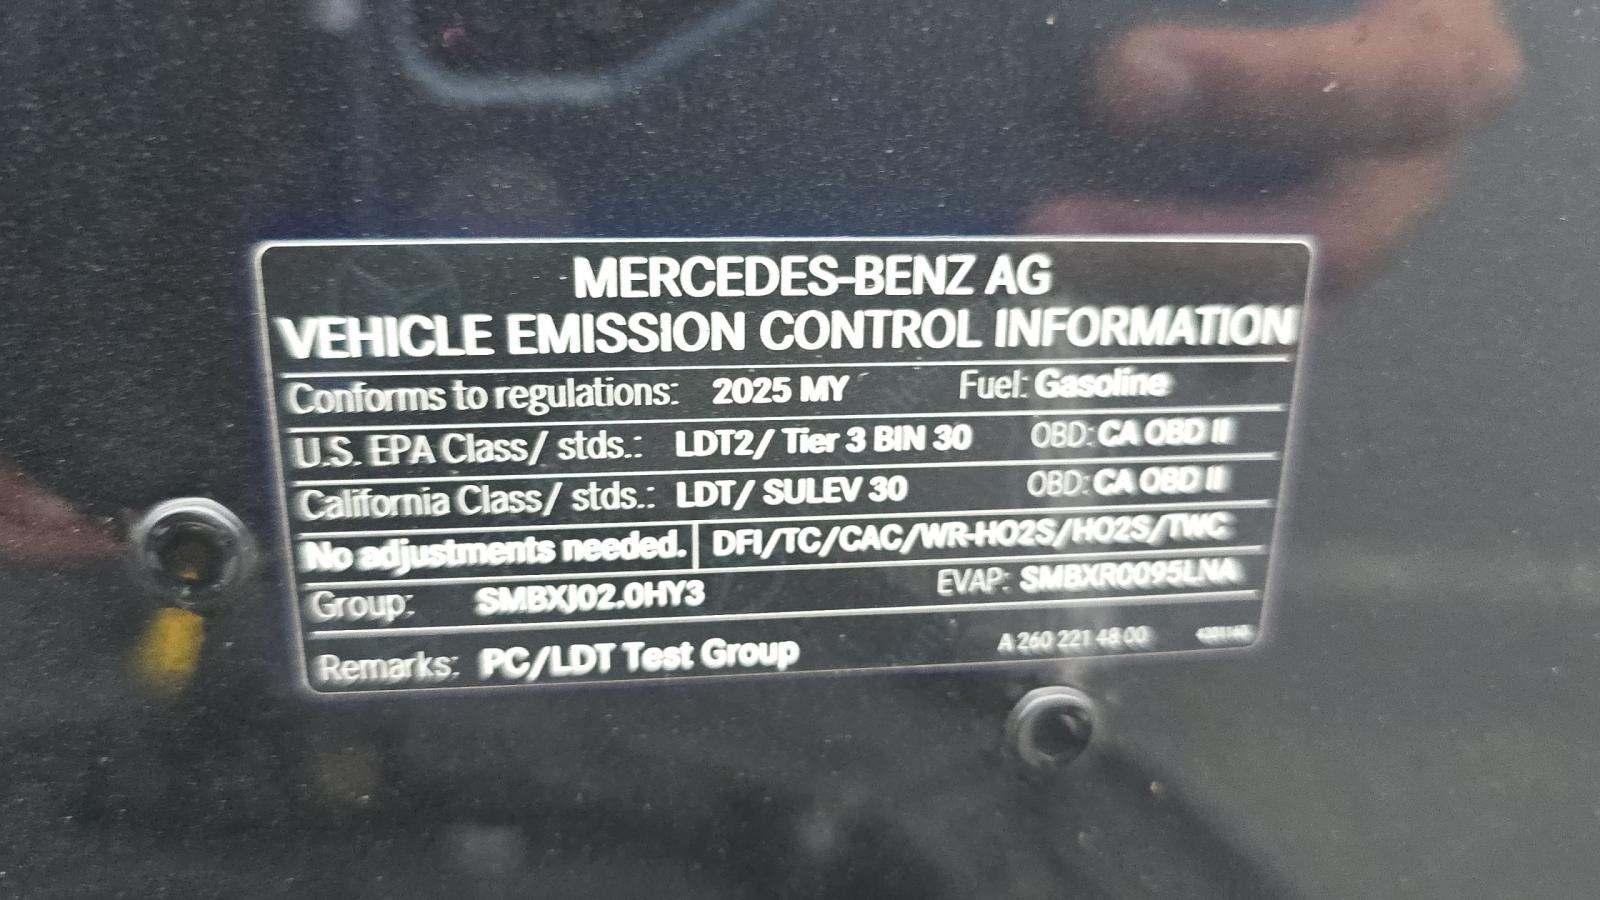 MERCEDES-BENZ AG
VEHICLE EMISSION CONTROL INFORMATION
Conforms to regulations: 2025 MY Fuel: Gasoline
U.S. EPA Class/ stds.: LDT2/ Tier 3 BIN 30 OBD: CA OBD II
California Class/ stds.: LDT/ SULEV 30 OBD: CA OBD II
No adjustments needed. DFI/TC/CAC/WR-HO2S/HO2S/TWC
Group: SMBXJ02.0HY3 EVAP: SMBXR0095LNA
Remarks: PC/LDT Test Group A 260 221 48 00